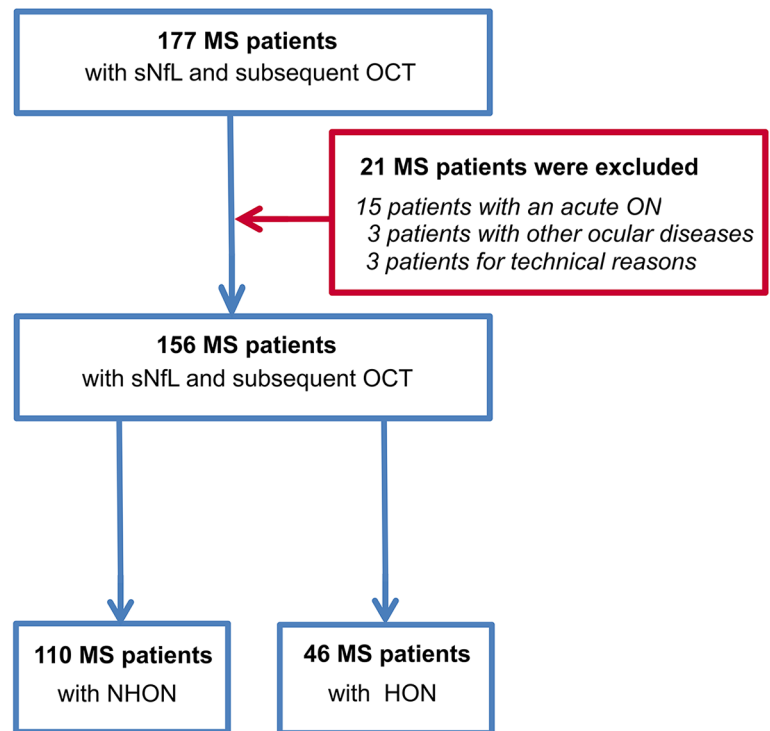 177 MS patients
with sNfL and subsequent OCT
21 MS patients were excluded
15 patients with an acute ON
3 patients with other ocular diseases
3 patients for technical reasons
156 MS patients
with sNfL and subsequent OCT
110 MS patients
with NHON
46 MS patients
with HON